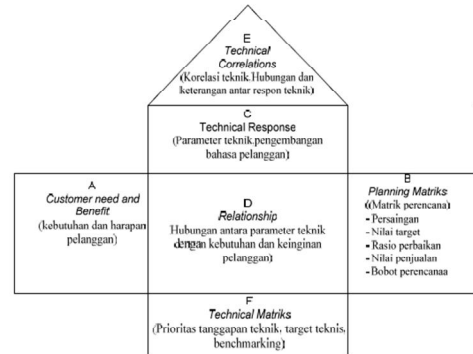 E
Technical
Correlations
(Korelasi teknik.Hubungan dan
keterangan antar respon teknik)
C
Technical Response
(Parameter teknik.pengembangan
bahasa pelanggan)
A
Customer need and
Benefit
(kebutuhan dan harapan
pelanggan)
D
Relationship
Hubungan antara parameter teknik
dengan kebutuhan dan keinginan
pelanggan)
B
Planning Matriks
((Matrik perencana)
- Persaingan
- Nilai target
- Rasio perbaikan
- Nilai penjualan
- Bobot perencanaa
F
Technical Matriks
(Prioritas tanggapan teknik, target teknis,
benchmarking)